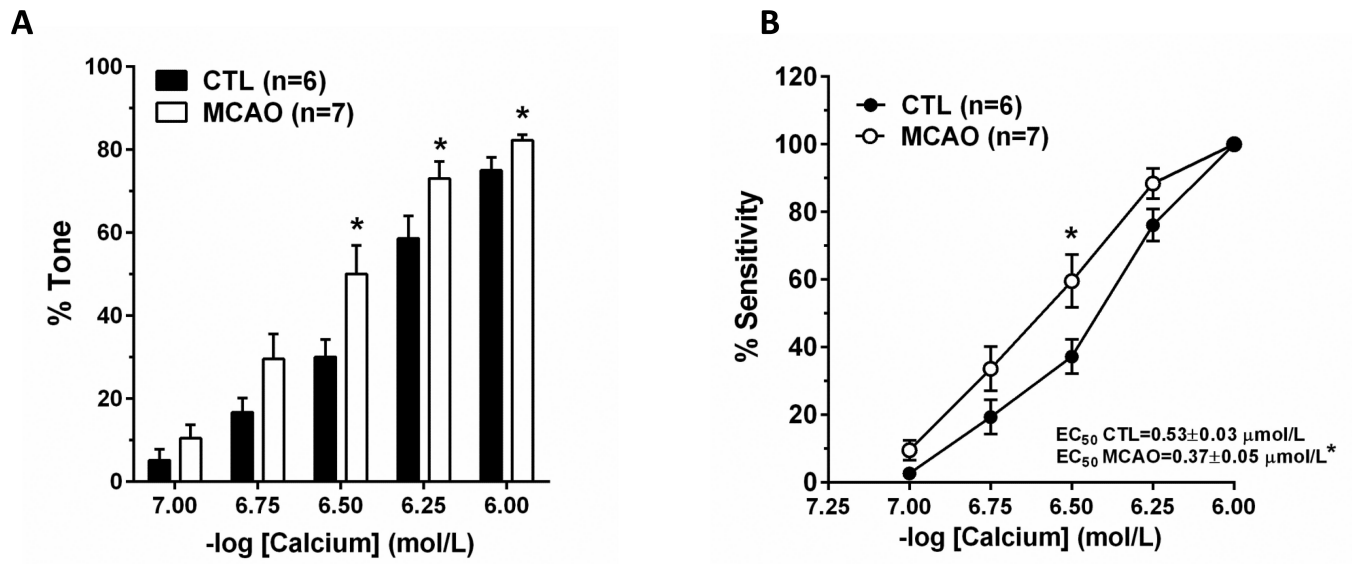 A
100
80
60
40
20
0
% Tone
CTL (n=6)
MCAO (n=7)
*
*
*
7.00 6.75 6.50 6.25 6.00
-log [Calcium] (mol/L)
B
120
100
80
60
40
20
0
% Sensitivity
CTL (n=6)
MCAO (n=7)
*
EC50 CTL=0.53±0.03 μmol/L
EC50 MCAO=0.37±0.05 μmol/L*
7.25 7.00 6.75 6.50 6.25 6.00
-log [Calcium] (mol/L)